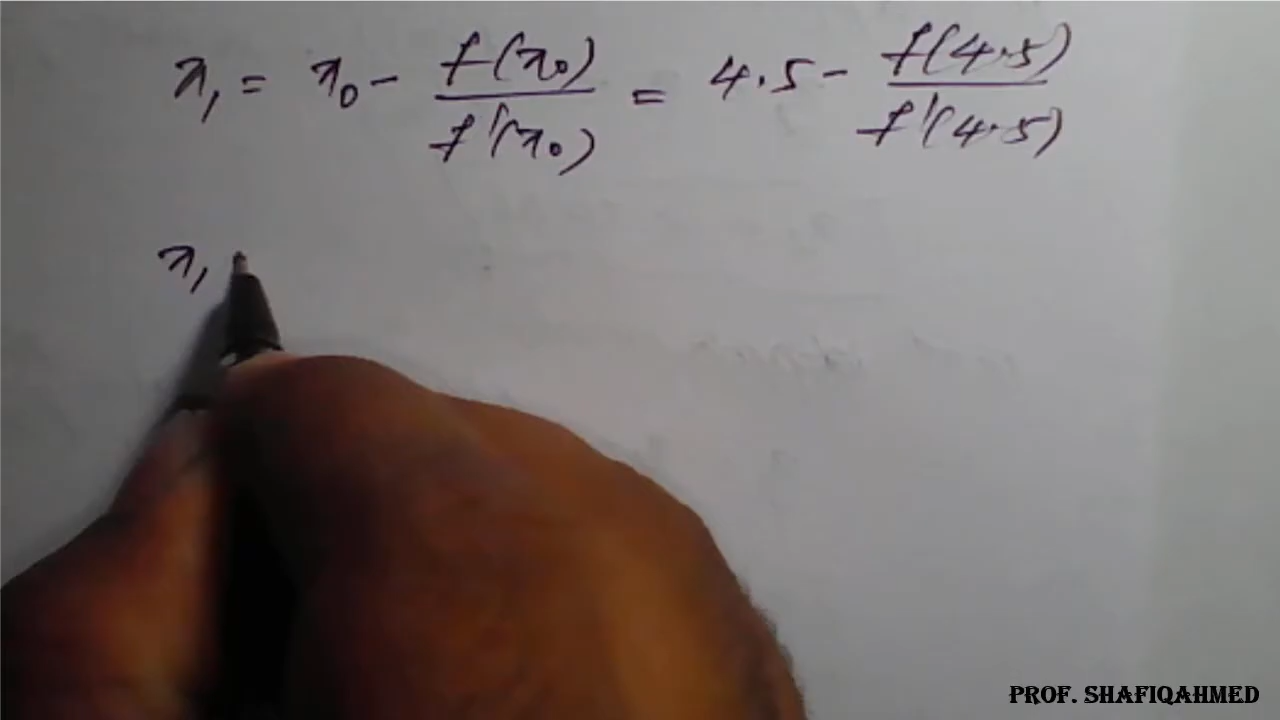 x₁ = x₀ - f(x₀)/f'(x₀) = 4.5 - f(4.5)/f'(4.5)
x₁
PROF. SHAFIQAHMED